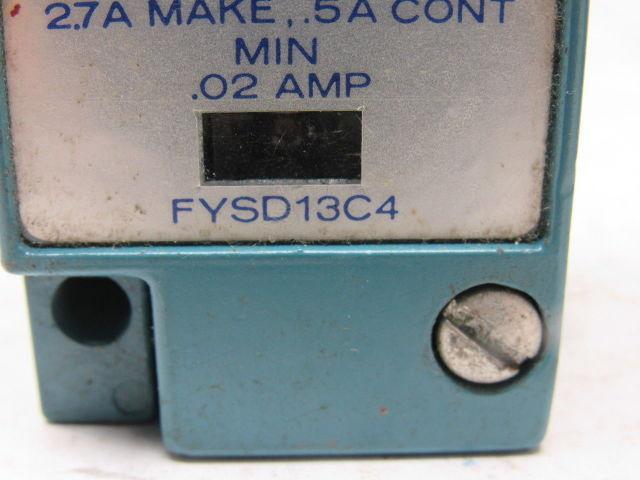 2.7A MAKE, .5A CONT
MIN
.02 AMP
FYSD13C4